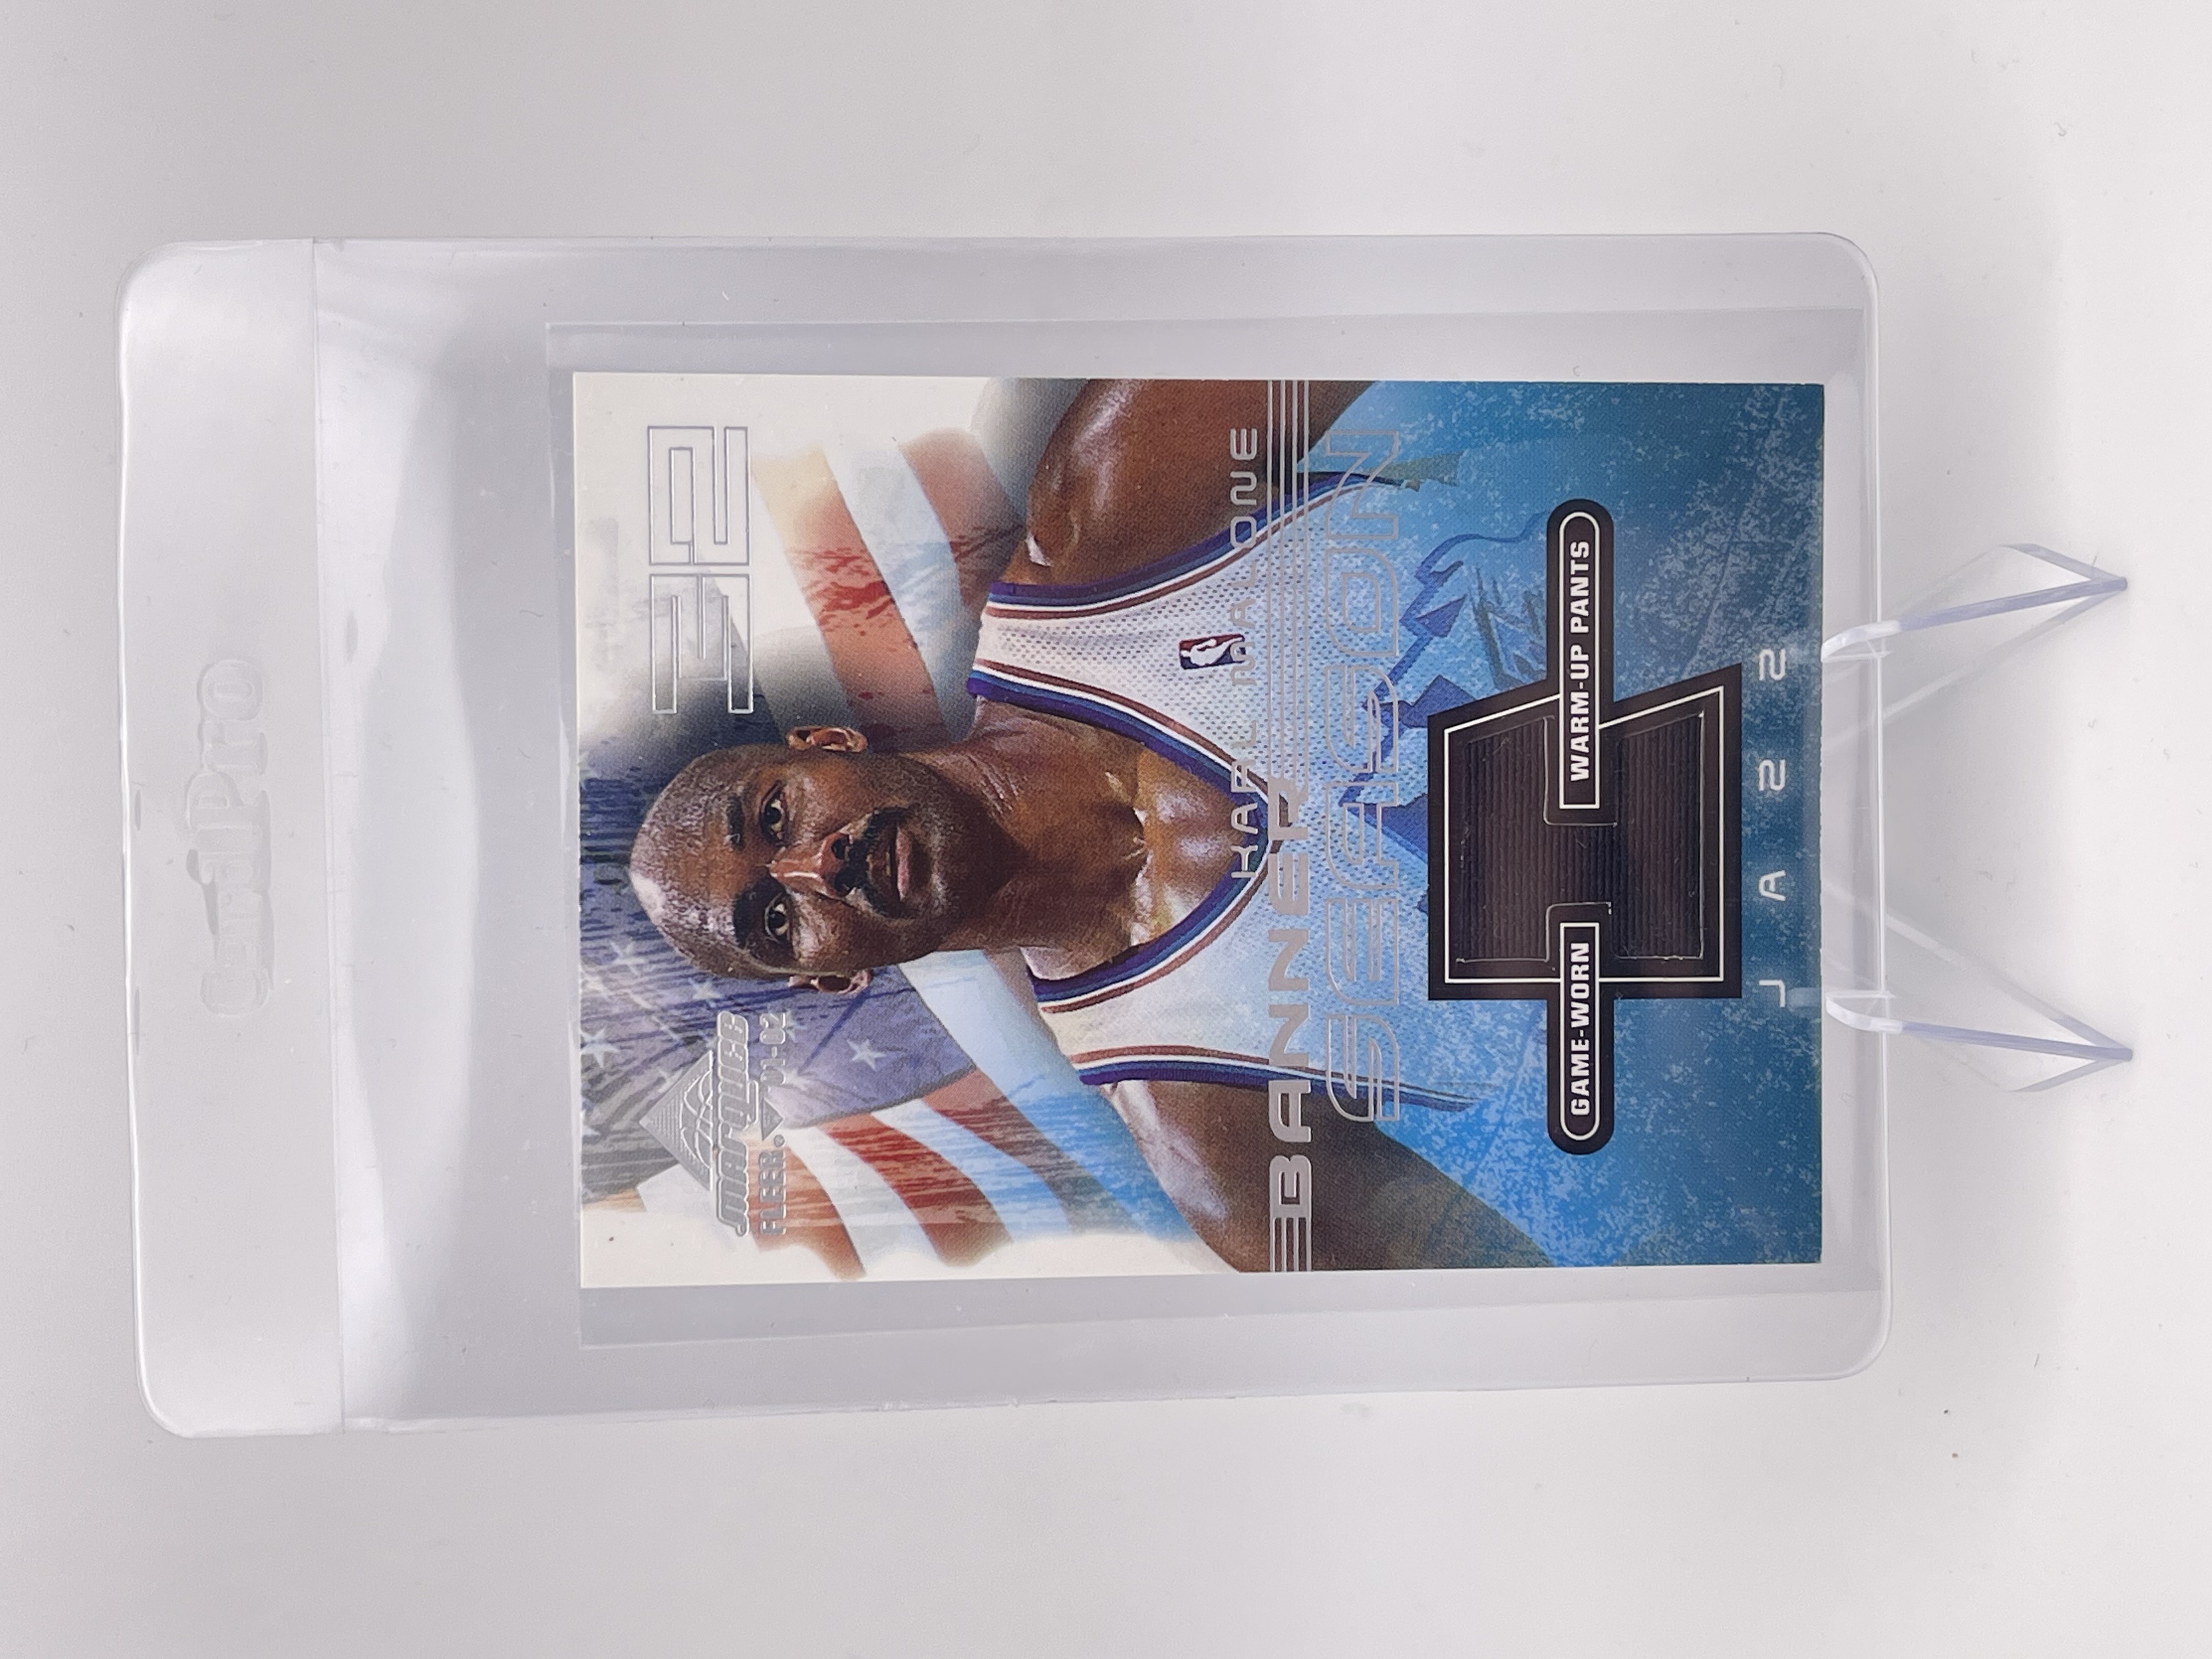 CardPro
MARQUEE
FLEER. 01-02
32
KARL MALONE
BANNER
SEASON
GAME-WORN WARM-UP PANTS
JAZZ